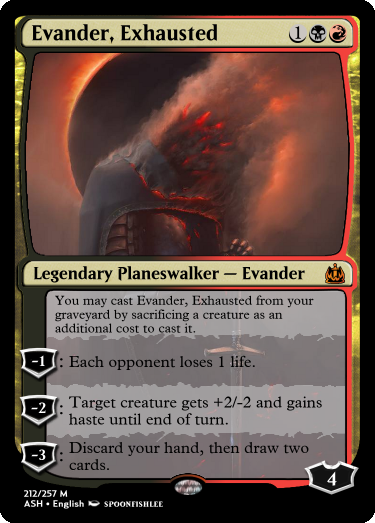 Evander, Exhausted 1
Legendary Planeswalker — Evander
You may cast Evander, Exhausted from your
graveyard by sacrificing a creature as an
additional cost to cast it.
-1 : Each opponent loses 1 life.
-2 : Target creature gets +2/-2 and gains
haste until end of turn.
-3 : Discard your hand, then draw two
cards.
4
212/257 M
ASH • English SPOONFISHLEE